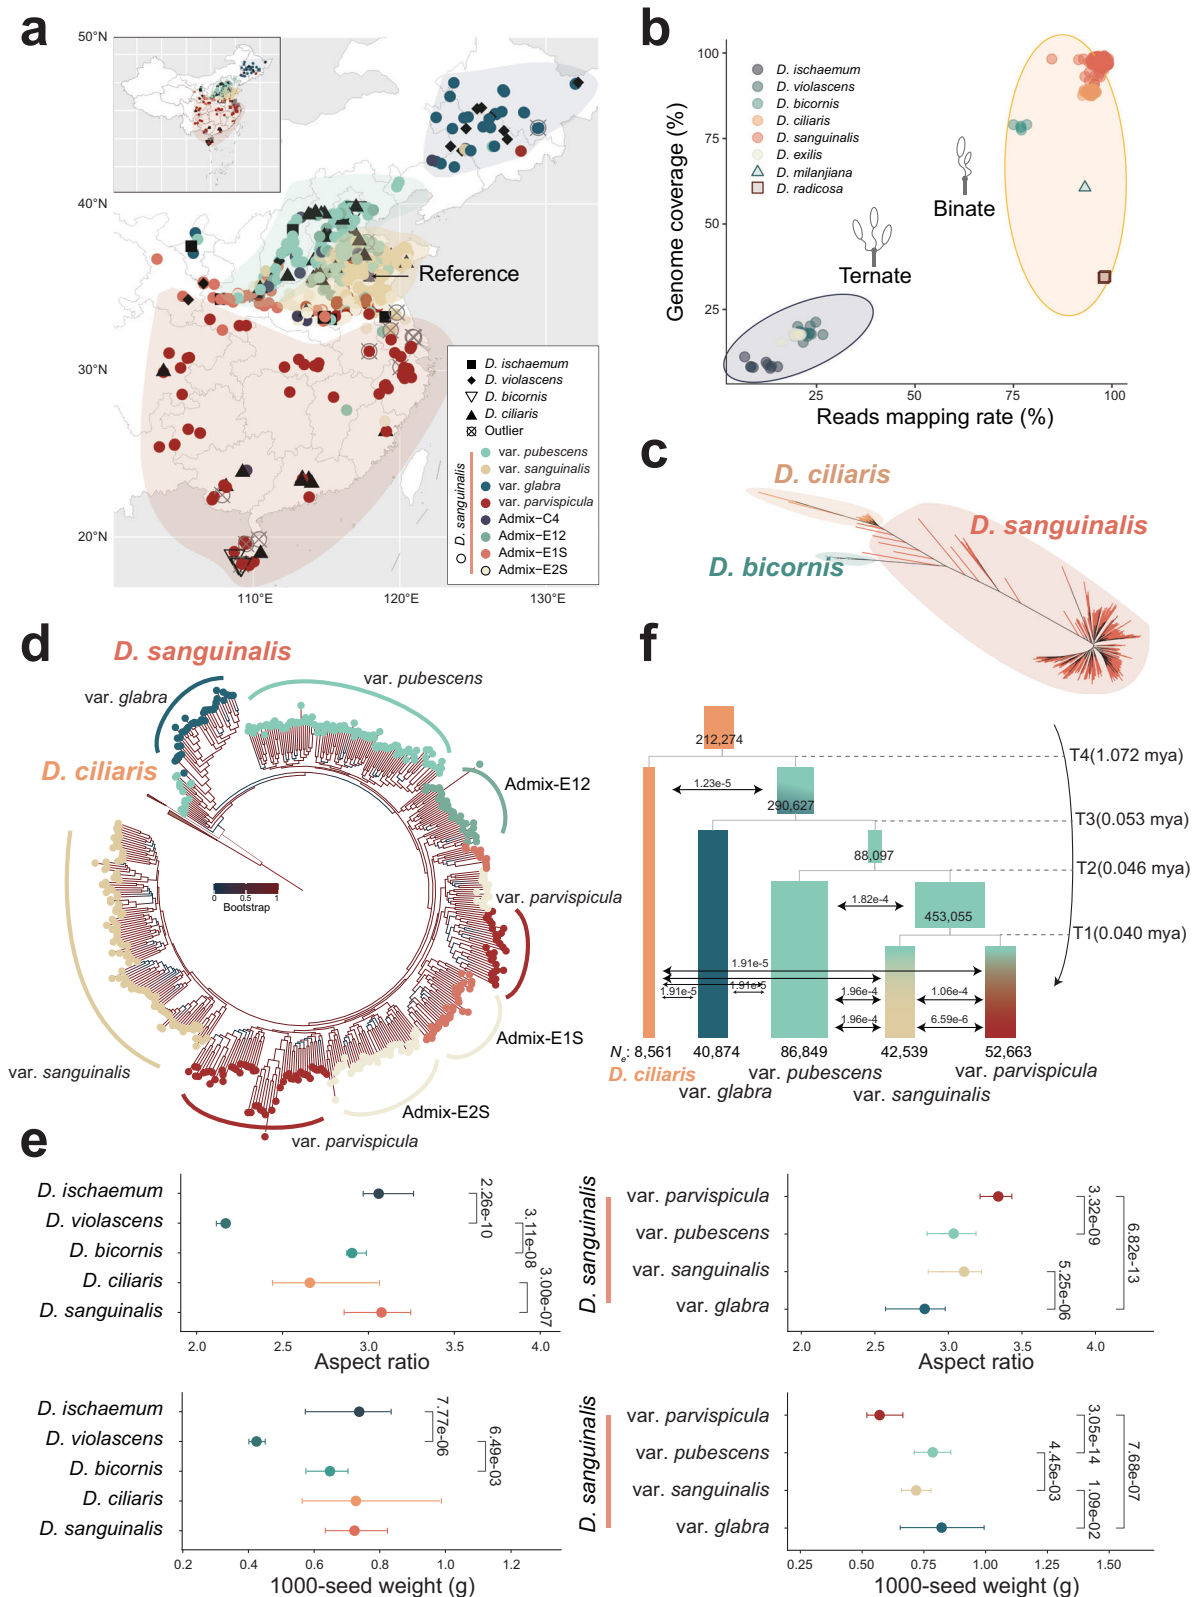 a
50°N
40°N
30°N
20°N
110°E
120°E
130°E
Reference
D. ischaemum
D. violascens
D. bicornis
D. ciliaris
Outlier
D. sanguinalis
var. pubescens
var. sanguinalis
var. glabra
var. parvispicula
Admix−C4
Admix−E12
Admix−E1S
Admix−E2S
b
Genome coverage (%)
100
75
50
25
D. ischaemum
D. violascens
D. bicornis
D. ciliaris
D. sanguinalis
D. exilis
D. milanjiana
D. radicosa
Binate
Ternate
25
50
75
100
Reads mapping rate (%)
c
D. ciliaris
D. sanguinalis
D. bicornis
d
D. sanguinalis
var. glabra
var. pubescens
D. ciliaris
Admix-E12
0 0.5 1
Bootstrap
var. parvispicula
Admix-E1S
var. sanguinalis
Admix-E2S
var. parvispicula
f
212,274
T4(1.072 mya)
1.23e-5
290,627
T3(0.053 mya)
88,097
T2(0.046 mya)
1.82e-4
453,055
T1(0.040 mya)
1.91e-5
1.91e-5
1.91e-5
1.96e-4
1.06e-4
1.96e-4
6.59e-6
Ne: 8,561
40,874
86,849
42,539
52,663
D. ciliaris
var. glabra
var. pubescens
var. sanguinalis
var. parvispicula
e
D. ischaemum
D. violascens
D. bicornis
D. ciliaris
D. sanguinalis
2.26e-10
3.11e-08
3.00e-07
2.0 2.5 3.0 3.5 4.0
Aspect ratio
D. sanguinalis
var. parvispicula
var. pubescens
var. sanguinalis
var. glabra
3.32e-09
5.25e-06
6.82e-13
2.0 2.5 3.0 3.5 4.0
Aspect ratio
D. ischaemum
D. violascens
D. bicornis
D. ciliaris
D. sanguinalis
7.77e-06
6.49e-03
0.2 0.4 0.6 0.8 1.0 1.2
1000-seed weight (g)
D. sanguinalis
var. parvispicula
var. pubescens
var. sanguinalis
var. glabra
4.45e-03
3.05e-14
1.09e-02
7.68e-07
0.25 0.50 0.75 1.00 1.25 1.50
1000-seed weight (g)